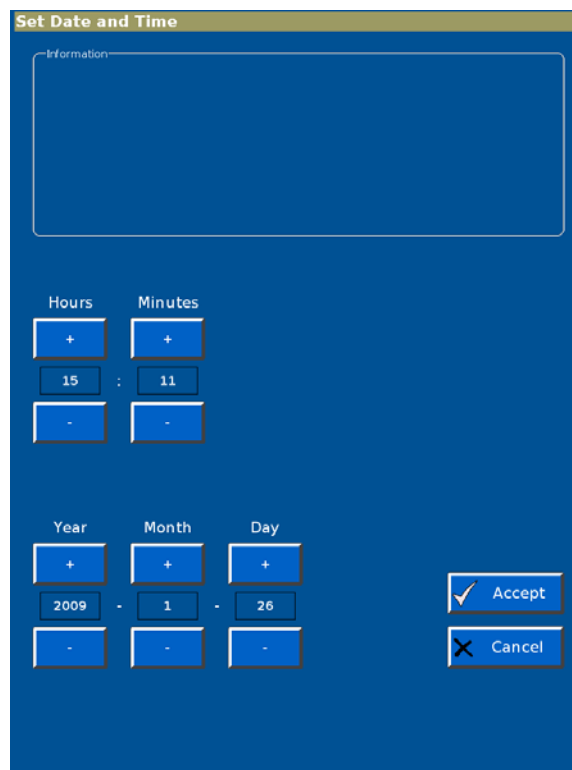 Set Date and Time
Information
Hours Minutes
+ +
15 : 11
- -
Year Month Day
+ + +
2009 - 1 - 26
- - -
Accept
Cancel